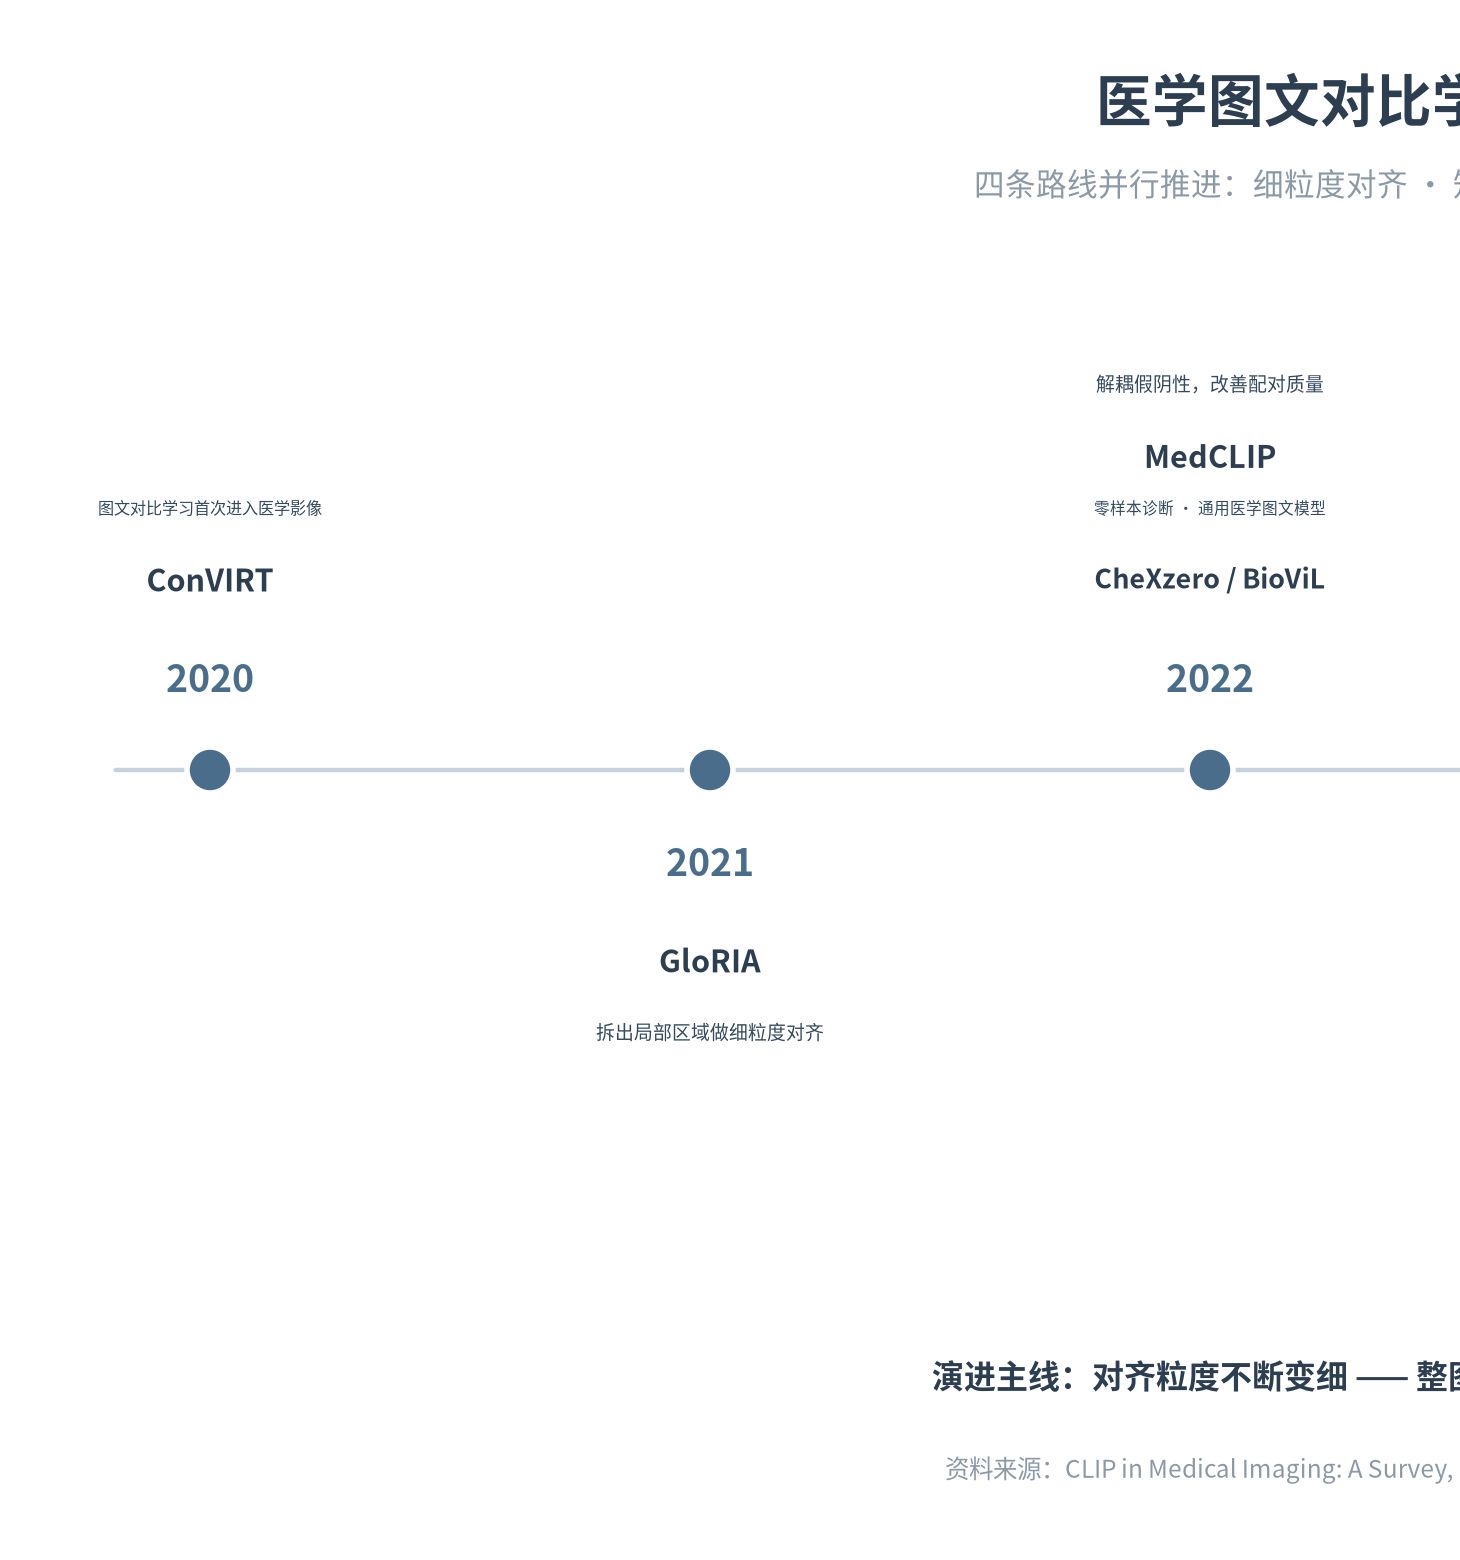 医学图文对比
四条路线并行推进：细粒度对齐 ·
解耦假阴性，改善配对质量
MedCLIP
图文对比学习首次进入医学影像
零样本诊断 · 通用医学图文模型
ConVIRT
CheXzero / BioViL
2020
2022
2021
GloRIA
拆出局部区域做细粒度对齐
演进主线：对齐粒度不断变细 —— 整
资料来源：CLIP in Medical Imaging: A Survey,